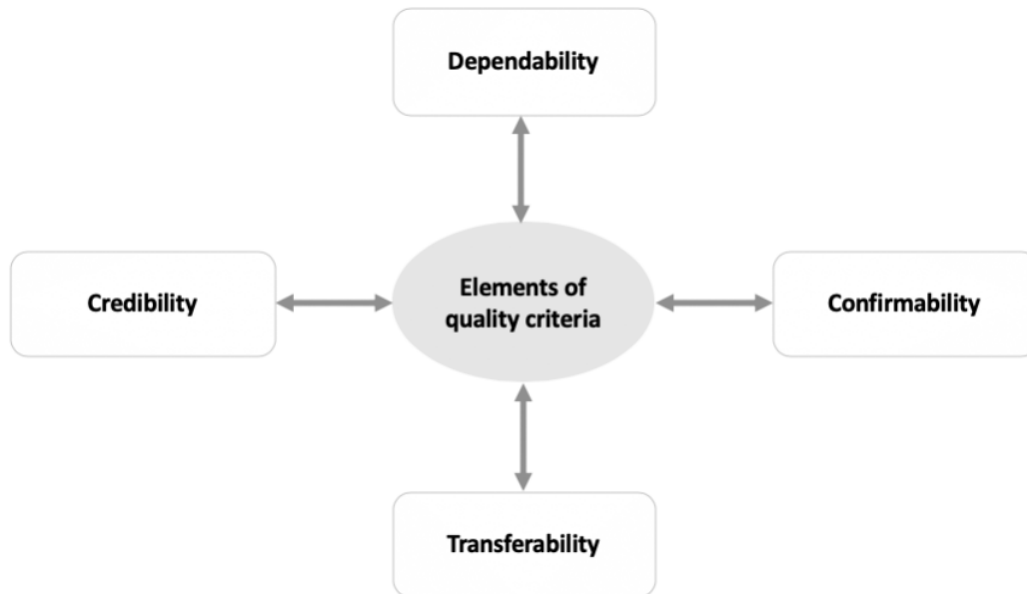 Dependability
Credibility
Elements of
quality criteria
Confirmability
Transferability